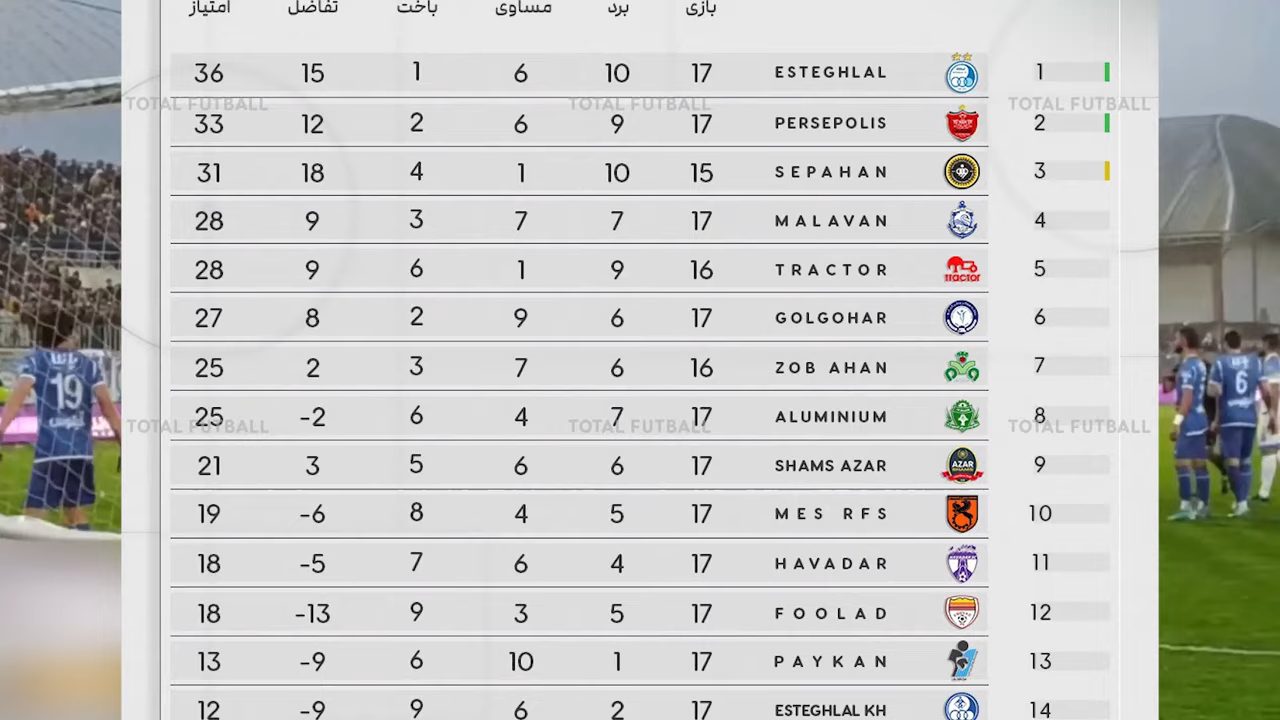 بازی برد مساوی باخت تفاضل امتیاز
1 ESTEGHLAL 17 10 6 1 15 36
TOTAL FUTBALL TOTAL FUTBALL TOTAL FUTBALL
2 PERSEPOLIS 17 9 6 2 12 33
3 SEPAHAN 15 10 1 4 18 31
4 MALAVAN 17 7 7 3 9 28
5 TRACTOR 16 9 1 6 9 28
6 GOLGOHAR 17 6 9 2 8 27
7 ZOB AHAN 16 6 7 3 2 25
8 ALUMINIUM 17 7 4 6 -2 25
TOTAL FUTBALL TOTAL FUTBALL TOTAL FUTBALL
9 SHAMS AZAR 17 6 6 5 3 21
10 MES RFS 17 5 4 8 -6 19
11 HAVADAR 17 4 6 7 -5 18
12 FOOLAD 17 5 3 9 -13 18
13 PAYKAN 17 1 10 6 -9 13
14 ESTEGHLAL KH 17 2 6 9 -9 12
tractor
AZAR
SHAMS
19
6